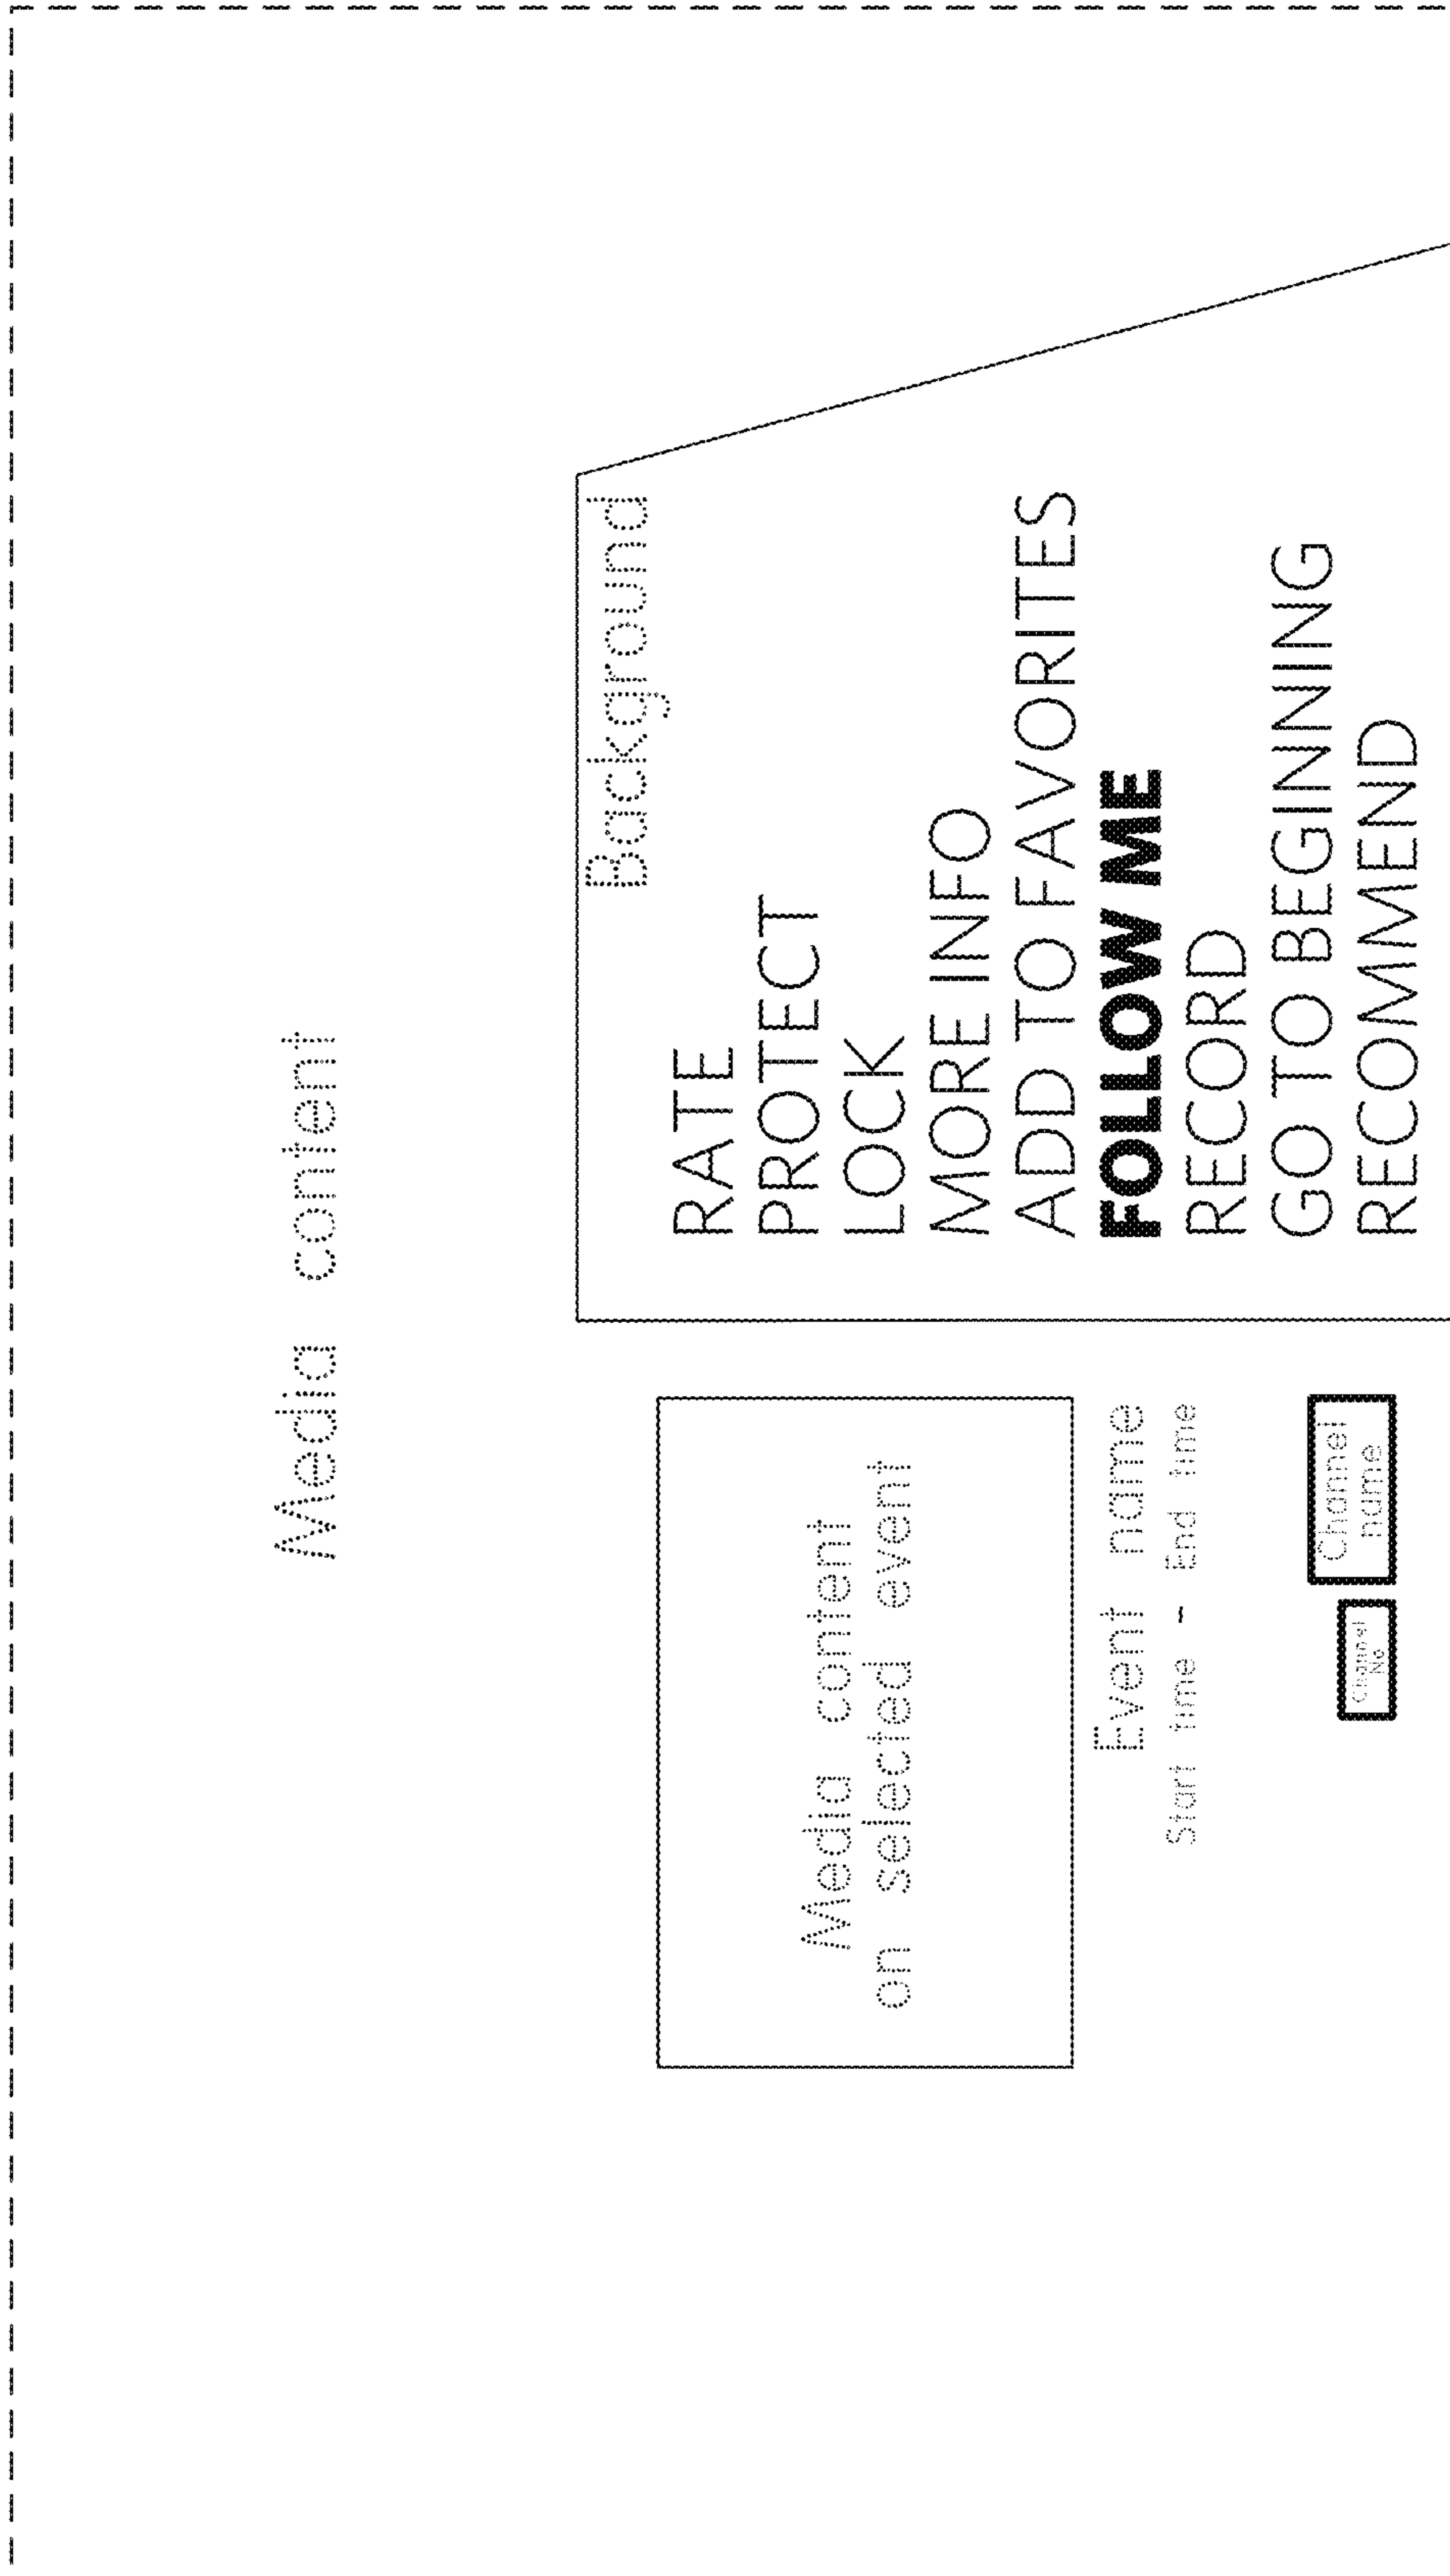 Media content
Background
RATE
PROTECT
LOCK
MORE INFO
ADD TO FAVORITES
FOLLOW ME
RECORD
GO TO BEGINNING
RECOMMEND
Media content
on selected event
Event name
Start time - End time
Channel
No
Channel
name